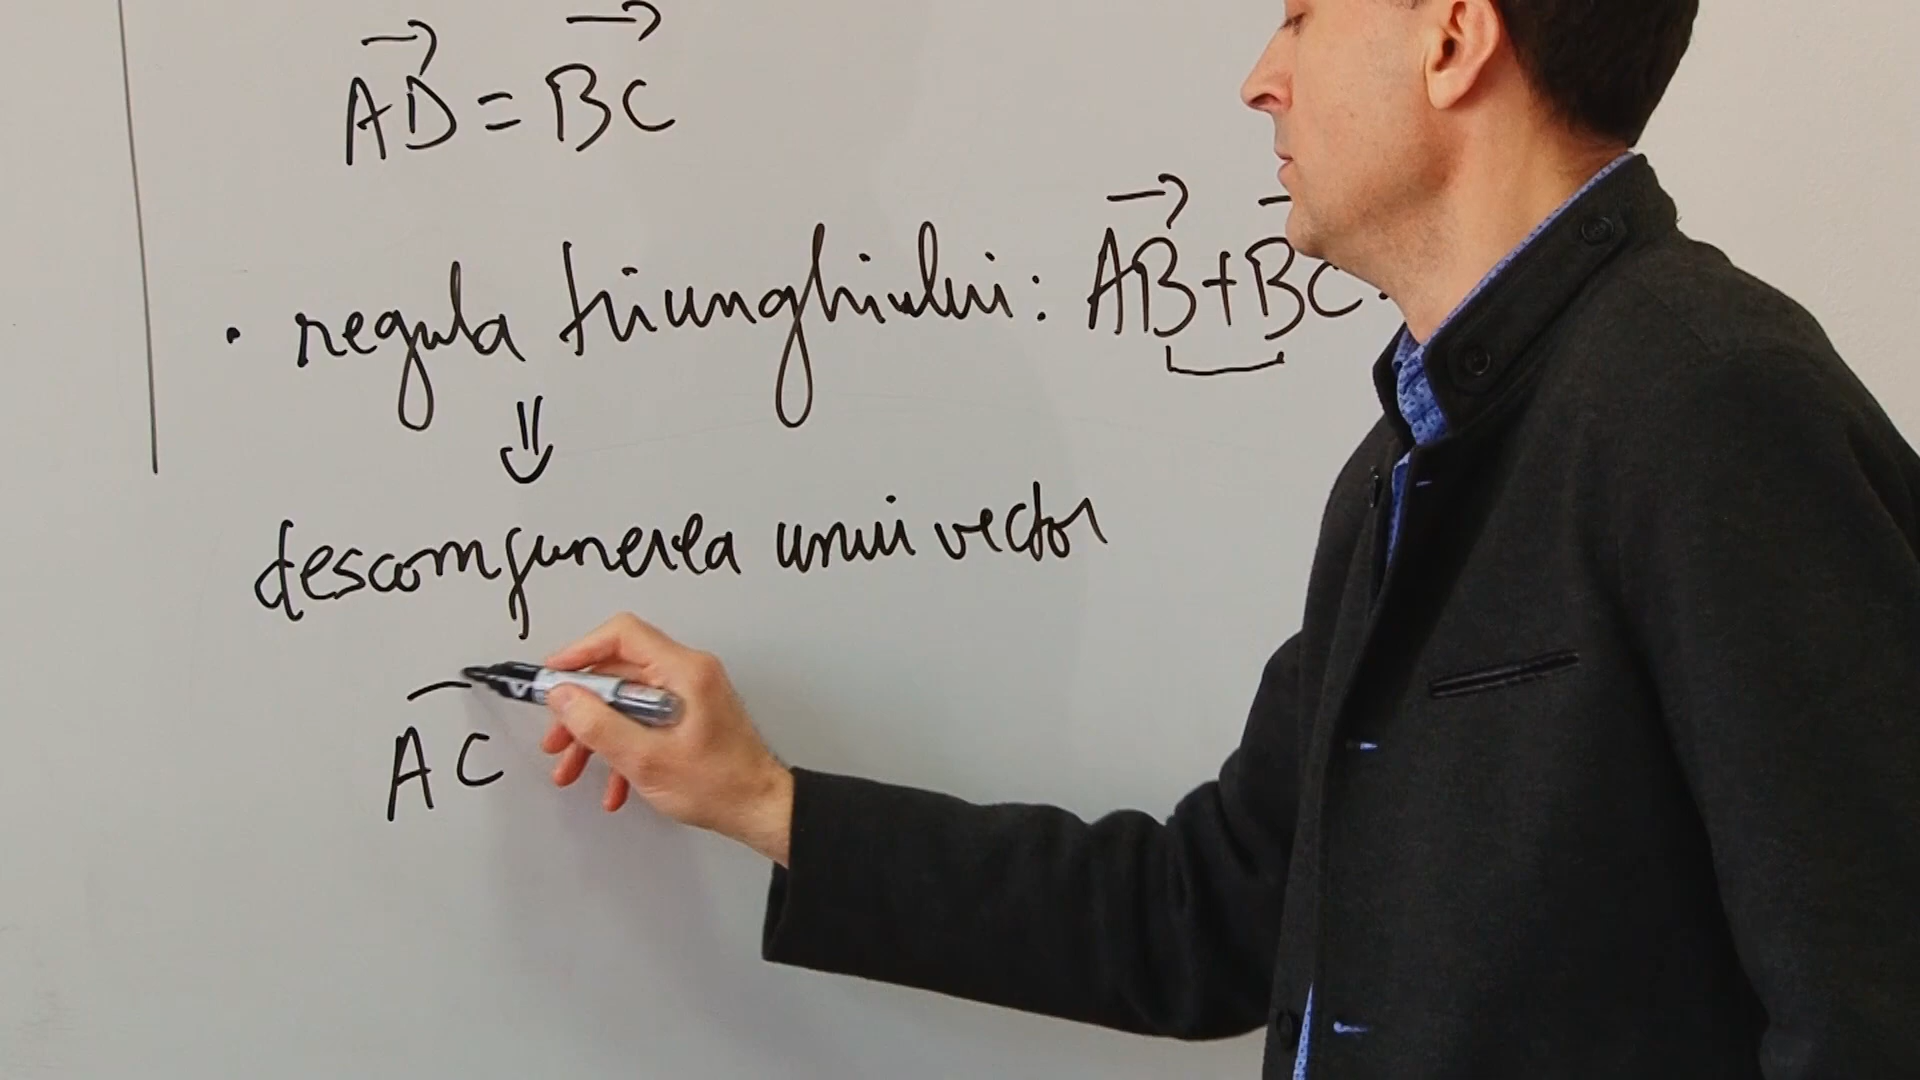 AD = BC
• regula triunghiului: AB + BC
⇓
descompunerea unui vector
AC